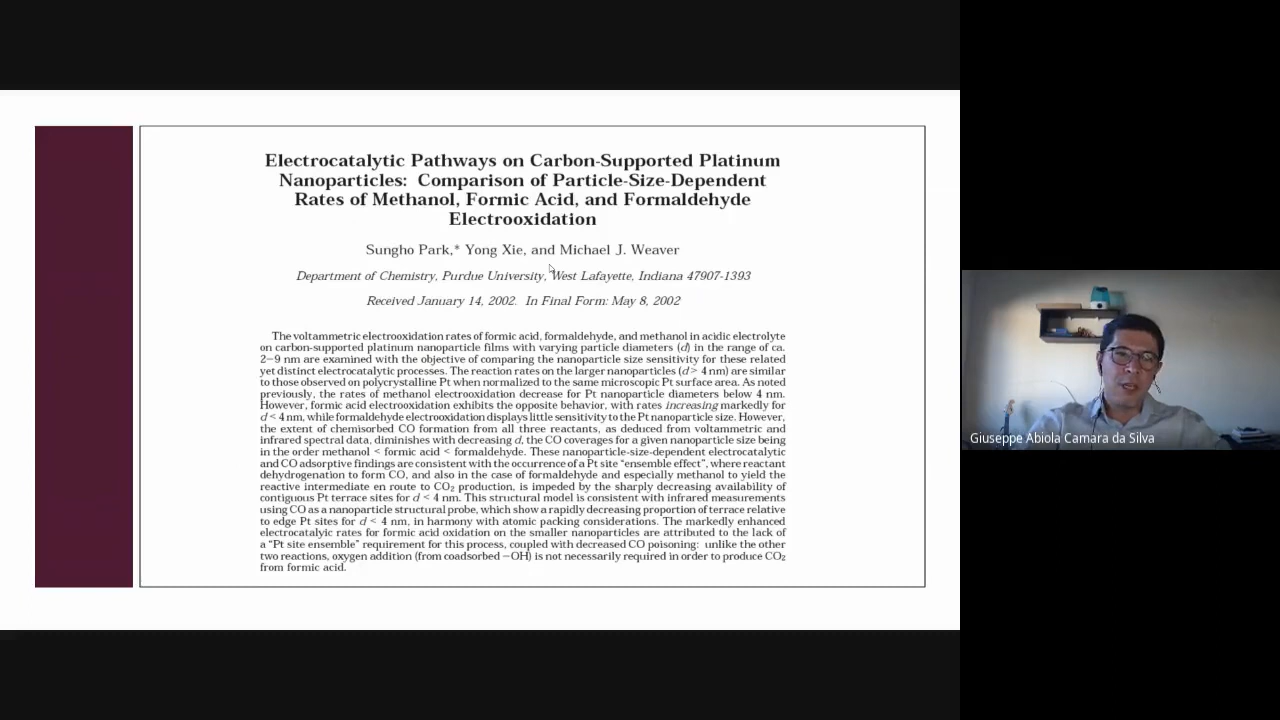 Electrocatalytic Pathways on Carbon-Supported Platinum
Nanoparticles: Comparison of Particle-Size-Dependent
Rates of Methanol, Formic Acid, and Formaldehyde
Electrooxidation
Sungho Park,* Yong Xie, and Michael J. Weaver
Department of Chemistry, Purdue University, West Lafayette, Indiana 47907-1393
Received January 14, 2002. In Final Form: May 8, 2002
The voltammetric electrooxidation rates of formic acid, formaldehyde, and methanol in acidic electrolyte
on carbon-supported platinum nanoparticle films with varying particle diameters (d) in the range of ca.
2−9 nm are examined with the objective of comparing the nanoparticle size sensitivity for these related
yet distinct electrocatalytic processes. The reaction rates on the larger nanoparticles (d > 4 nm) are similar
to those observed on polycrystalline Pt when normalized to the same microscopic Pt surface area. As noted
previously, the rates of methanol electrooxidation decrease for Pt nanoparticle diameters below 4 nm.
However, formic acid electrooxidation exhibits the opposite behavior, with rates increasing markedly for
d < 4 nm, while formaldehyde electrooxidation displays little sensitivity to the Pt nanoparticle size. However,
the extent of chemisorbed CO formation from all three reactants, as deduced from voltammetric and
infrared spectral data, diminishes with decreasing d, the CO coverages for a given nanoparticle size being
in the order methanol < formic acid < formaldehyde. These nanoparticle-size-dependent electrocatalytic
and CO adsorptive findings are consistent with the occurrence of a Pt site “ensemble effect”, where reactant
dehydrogenation to form CO, and also in the case of formaldehyde and especially methanol to yield the
reactive intermediate en route to CO₂ production, is impeded by the sharply decreasing availability of
contiguous Pt terrace sites for d < 4 nm. This structural model is consistent with infrared measurements
using CO as a nanoparticle structural probe, which show a rapidly decreasing proportion of terrace relative
to edge Pt sites for d < 4 nm, in harmony with atomic packing considerations. The markedly enhanced
electrocatalyic rates for formic acid oxidation on the smaller nanoparticles are attributed to the lack of
a “Pt site ensemble” requirement for this process, coupled with decreased CO poisoning: unlike the other
two reactions, oxygen addition (from coadsorbed −OH) is not necessarily required in order to produce CO₂
from formic acid.
Giuseppe Abiola Camara da Silva